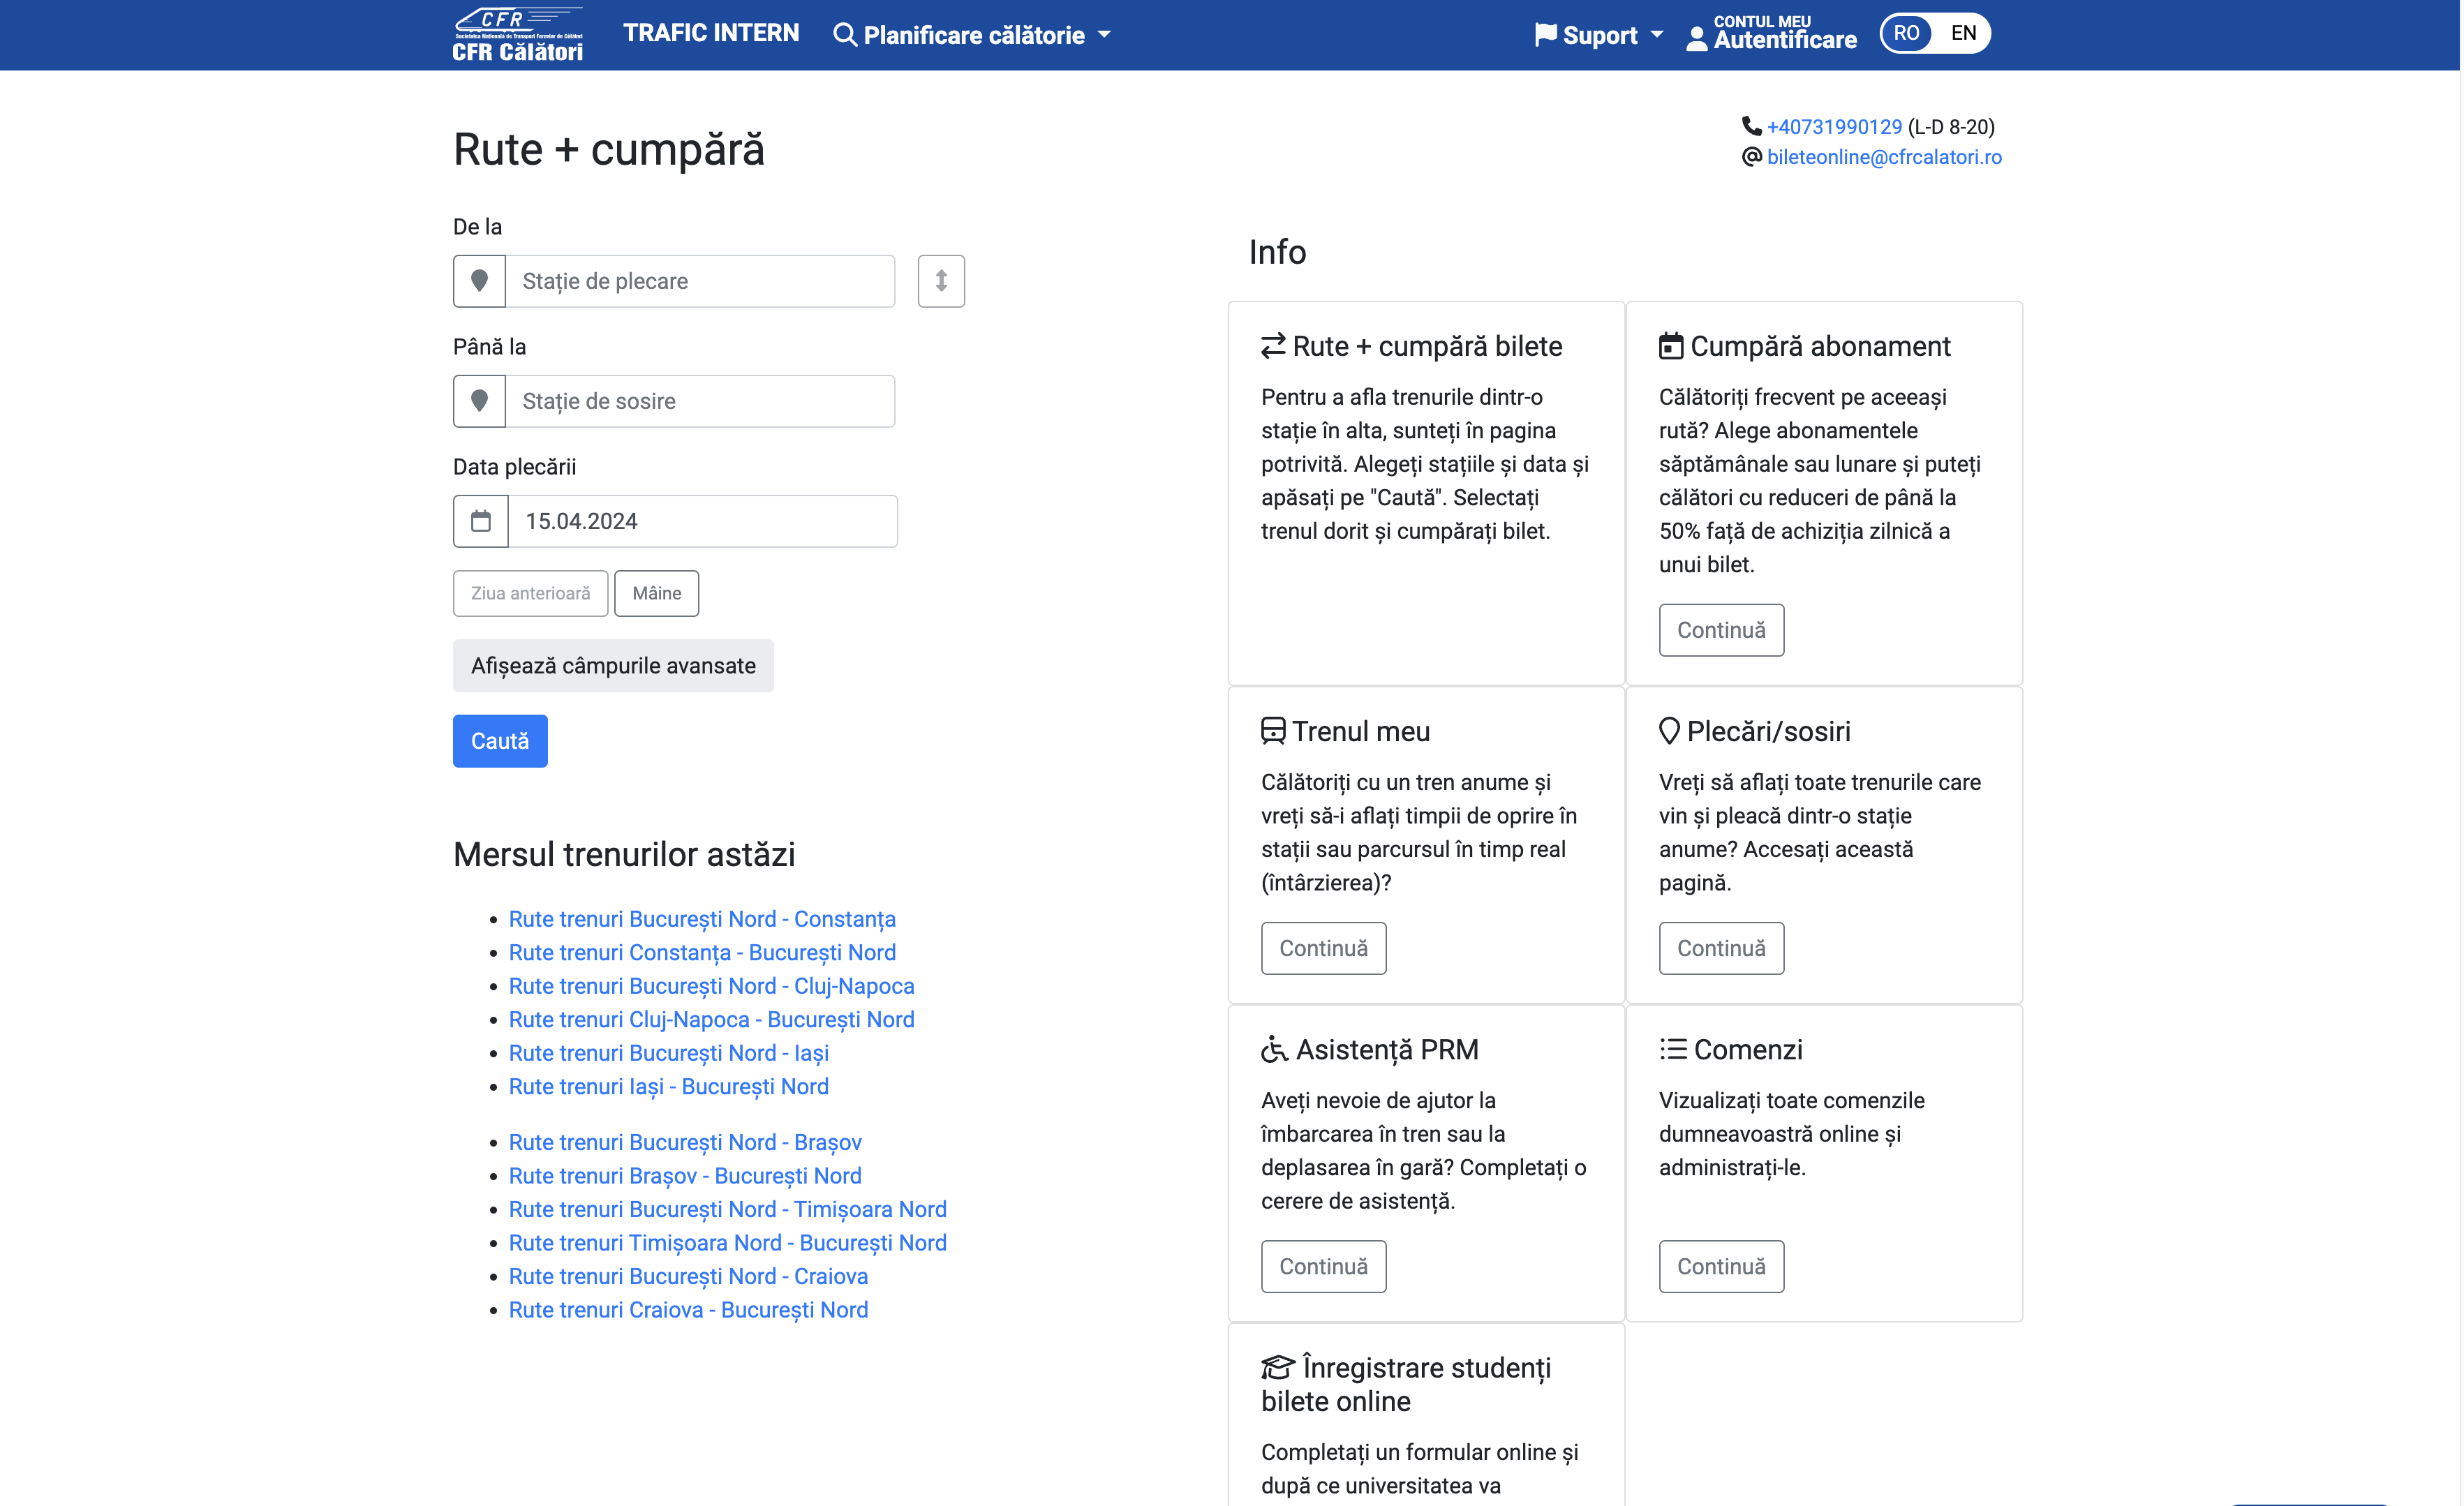 CFR
Societatea Națională de Transport Feroviar de Călători
CFR Călători
TRAFIC INTERN
Planificare călătorie
Suport
CONTUL MEU
Autentificare
RO
EN
Rute + cumpără
+40731990129 (L-D 8-20)
bileteonline@cfrcalatori.ro
De la
Stație de plecare
Până la
Stație de sosire
Data plecării
15.04.2024
Ziua anterioară
Mâine
Afișează câmpurile avansate
Caută
Mersul trenurilor astăzi
Rute trenuri București Nord - Constanța
Rute trenuri Constanța - București Nord
Rute trenuri București Nord - Cluj-Napoca
Rute trenuri Cluj-Napoca - București Nord
Rute trenuri București Nord - Iași
Rute trenuri Iași - București Nord
Rute trenuri București Nord - Brașov
Rute trenuri Brașov - București Nord
Rute trenuri București Nord - Timișoara Nord
Rute trenuri Timișoara Nord - București Nord
Rute trenuri București Nord - Craiova
Rute trenuri Craiova - București Nord
Info
Rute + cumpără bilete
Pentru a afla trenurile dintr-o
stație în alta, sunteți în pagina
potrivită. Alegeți stațiile și data și
apăsați pe "Caută". Selectați
trenul dorit și cumpărați bilet.
Cumpără abonament
Călătoriți frecvent pe aceeași
rută? Alege abonamentele
săptămânale sau lunare și puteți
călători cu reduceri de până la
50% față de achiziția zilnică a
unui bilet.
Continuă
Trenul meu
Călătoriți cu un tren anume și
vreți să-i aflați timpii de oprire în
stații sau parcursul în timp real
(întârzierea)?
Continuă
Plecări/sosiri
Vreți să aflați toate trenurile care
vin și pleacă dintr-o stație
anume? Accesați această
pagină.
Continuă
Asistență PRM
Aveți nevoie de ajutor la
îmbarcarea în tren sau la
deplasarea în gară? Completați o
cerere de asistență.
Continuă
Comenzi
Vizualizați toate comenzile
dumneavoastră online și
administrați-le.
Continuă
Înregistrare studenți
bilete online
Completați un formular online și
după ce universitatea va